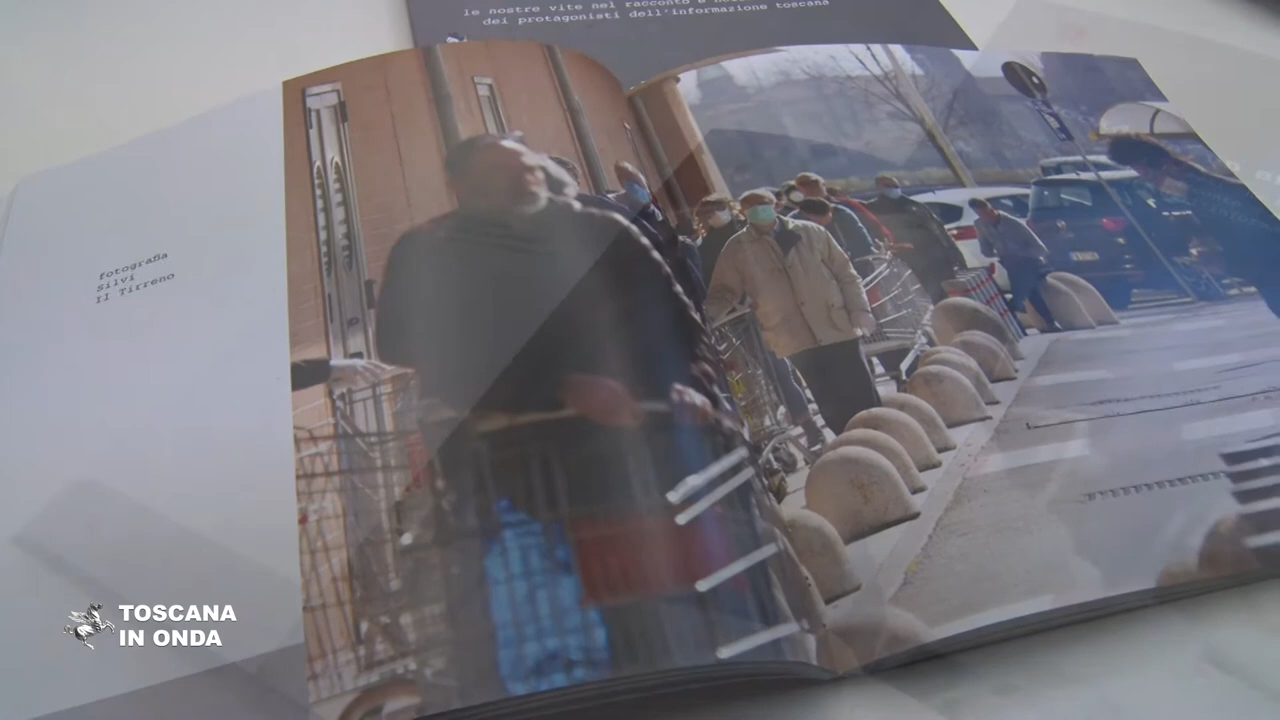 le nostre vite nel racconto e
dei protagonisti dell'informazione toscana
fotografia
Silvi
Il Tirreno
TOSCANA
IN ONDA